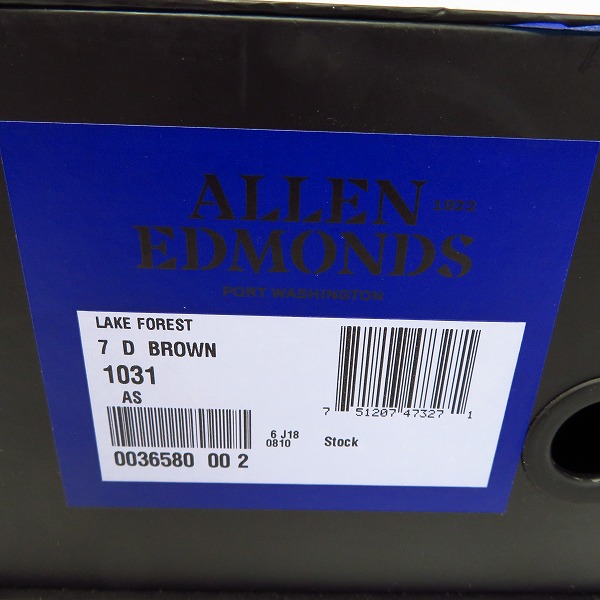 ALLEN 1922
EDMONDS
PORT WASHINGTON
LAKE FOREST
7 D BROWN
1031
AS
7 51207 47327 1
6 J18
0810
Stock
0036580 00 2